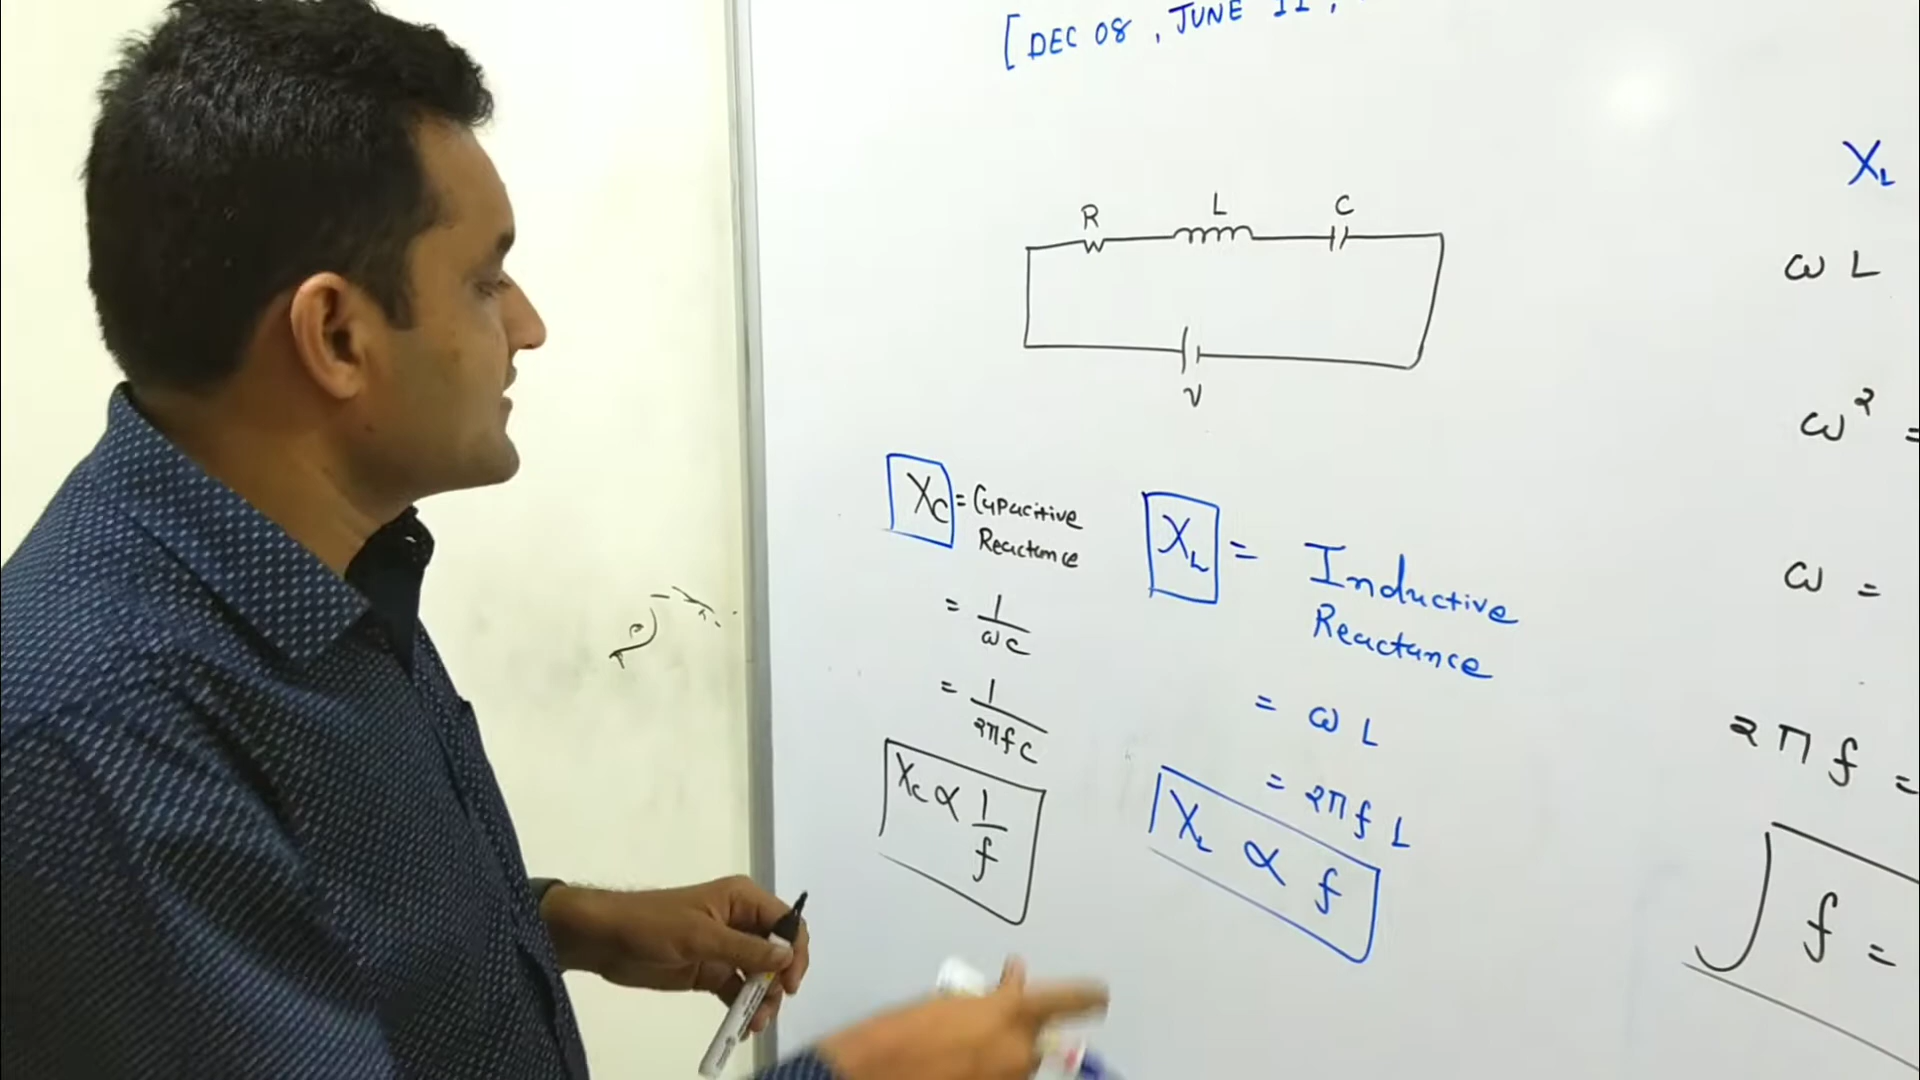 [DEC 08, JUNE 11,
R
L
C
V
XC = Capacitive
Reactance
= 1/ωC
= 1/2πfC
XC ∝ 1/f
XL = Inductive
Reactance
= ωL
= 2πfL
XL ∝ f
XL
ωL
ω² =
ω =
2πf =
f =